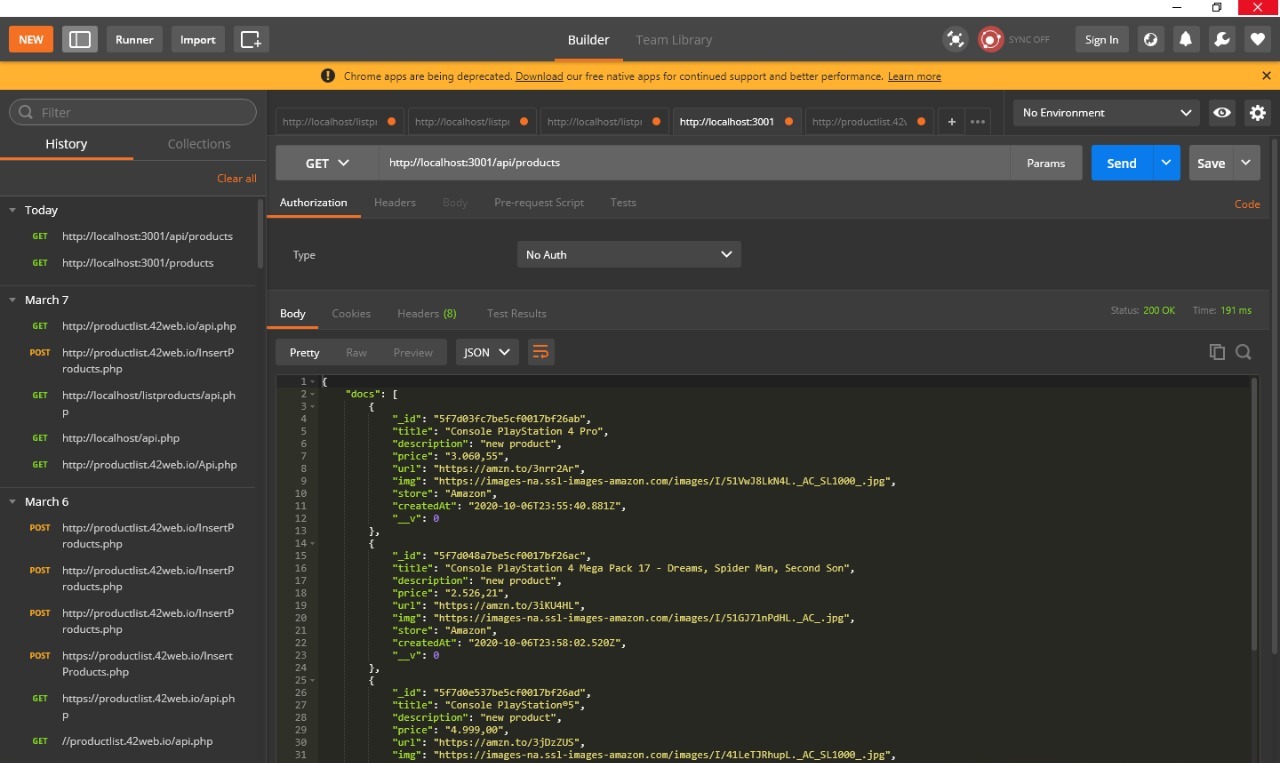 NEW Runner Import Builder Team Library SYNC OFF Sign In
Chrome apps are being deprecated. Download our free native apps for continued support and better performance. Learn more
Filter
History Collections
Clear all
Today
GET http://localhost:3001/api/products
GET http://localhost:3001/products
March 7
GET http://productlist.42web.io/api.php
POST http://productlist.42web.io/InsertP
roducts.php
GET http://localhost/listproducts/api.ph
p
GET http://localhost/api.php
GET http://productlist.42web.io/Api.php
March 6
POST http://productlist.42web.io/InsertP
roducts.php
POST http://productlist.42web.io/InsertP
roducts.php
POST http://productlist.42web.io/InsertP
roducts.php
POST https://productlist.42web.io/Insert
Products.php
GET https://productlist.42web.io/api.ph
p
GET //productlist.42web.io/api.php
http://localhost/listpr http://localhost/listpr http://localhost/listpr http://localhost:3001 http://productlist.42w + ••• No Environment
GET http://localhost:3001/api/products Params Send Save
Authorization Headers Body Pre-request Script Tests Code
Type No Auth
Body Cookies Headers (8) Test Results Status: 200 OK Time: 191 ms
Pretty Raw Preview JSON
1 {
2 "docs": [
3 {
4 "_id": "5f7d03fc7be5cf0017bf26ab",
5 "title": "Console PlayStation 4 Pro",
6 "description": "new product",
7 "price": "3.060,55",
8 "url": "https://amzn.to/3nrr2Ar",
9 "img": "https://images-na.ssl-images-amazon.com/images/I/51VwJ8LkN4L._AC_SL1000_.jpg",
10 "store": "Amazon",
11 "createdAt": "2020-10-06T23:55:40.881Z",
12 "__v": 0
13 },
14 {
15 "_id": "5f7d048a7be5cf0017bf26ac",
16 "title": "Console PlayStation 4 Mega Pack 17 - Dreams, Spider Man, Second Son",
17 "description": "new product",
18 "price": "2.526,21",
19 "url": "https://amzn.to/3iKU4HL",
20 "img": "https://images-na.ssl-images-amazon.com/images/I/51GJ7lnPdHL._AC_.jpg",
21 "store": "Amazon",
22 "createdAt": "2020-10-06T23:58:02.520Z",
23 "__v": 0
24 },
25 {
26 "_id": "5f7d0e537be5cf0017bf26ad",
27 "title": "Console PlayStation®5",
28 "description": "new product",
29 "price": "4.999,00",
30 "url": "https://amzn.to/3jDzZUS",
31 "img": "https://images-na.ssl-images-amazon.com/images/I/41LeTJRhupL._AC_SL1000_.jpg",